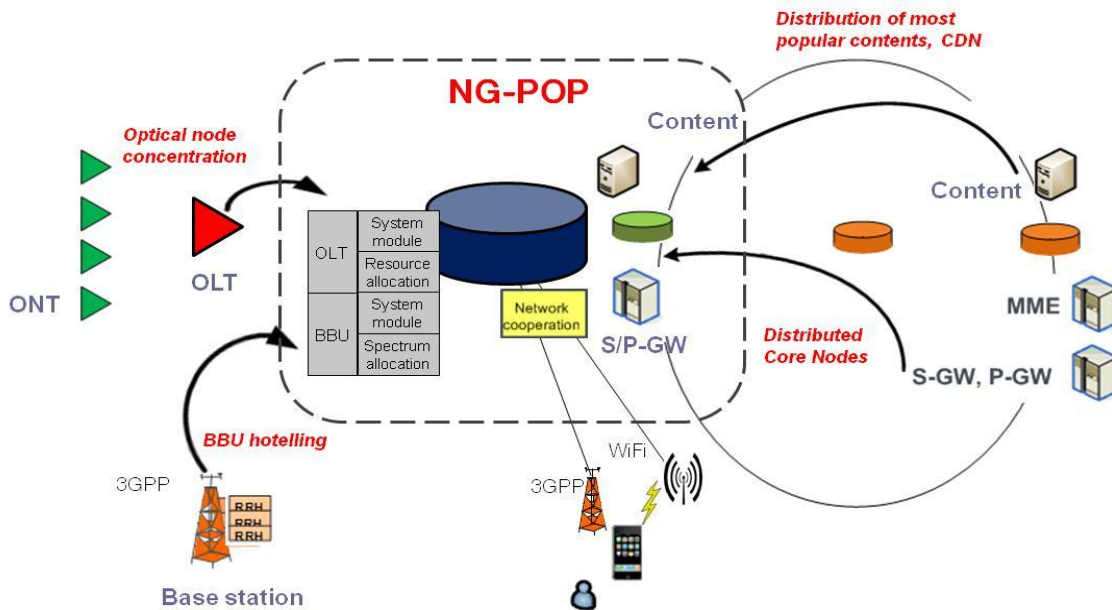 Distribution of most
popular contents, CDN
NG-POP
Content
Optical node
concentration
Content
OLT
System
module
Resource
allocation
BBU
System
module
Spectrum
allocation
OLT
ONT
Network
cooperation
S/P-GW
MME
Distributed
Core Nodes
S-GW, P-GW
BBU hotelling
WiFi
3GPP
3GPP
RRH
RRH
RRH
Base station